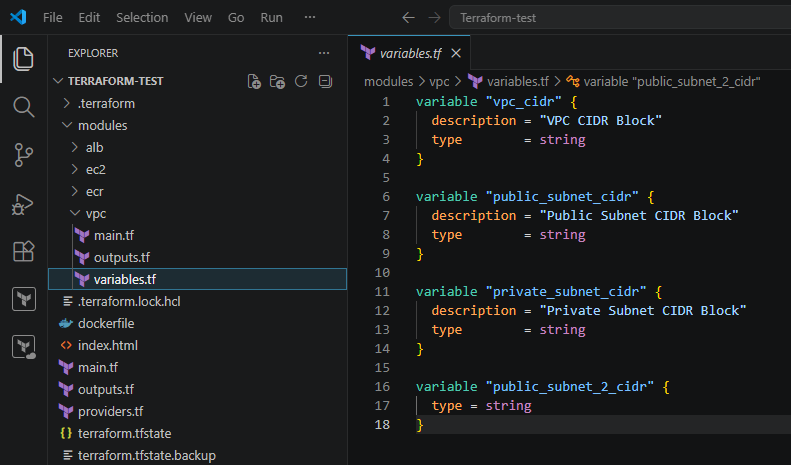 File Edit Selection View Go Run ···
Terraform-test
EXPLORER ···
TERRAFORM-TEST
.terraform
modules
alb
ec2
ecr
vpc
main.tf
outputs.tf
variables.tf
.terraform.lock.hcl
dockerfile
index.html
main.tf
outputs.tf
providers.tf
terraform.tfstate
terraform.tfstate.backup
variables.tf
modules > vpc > variables.tf > variable "public_subnet_2_cidr"
1 variable "vpc_cidr" {
2   description = "VPC CIDR Block"
3   type        = string
4 }
5
6 variable "public_subnet_cidr" {
7   description = "Public Subnet CIDR Block"
8   type        = string
9 }
10
11 variable "private_subnet_cidr" {
12   description = "Private Subnet CIDR Block"
13   type        = string
14 }
15
16 variable "public_subnet_2_cidr" {
17   type = string
18 }